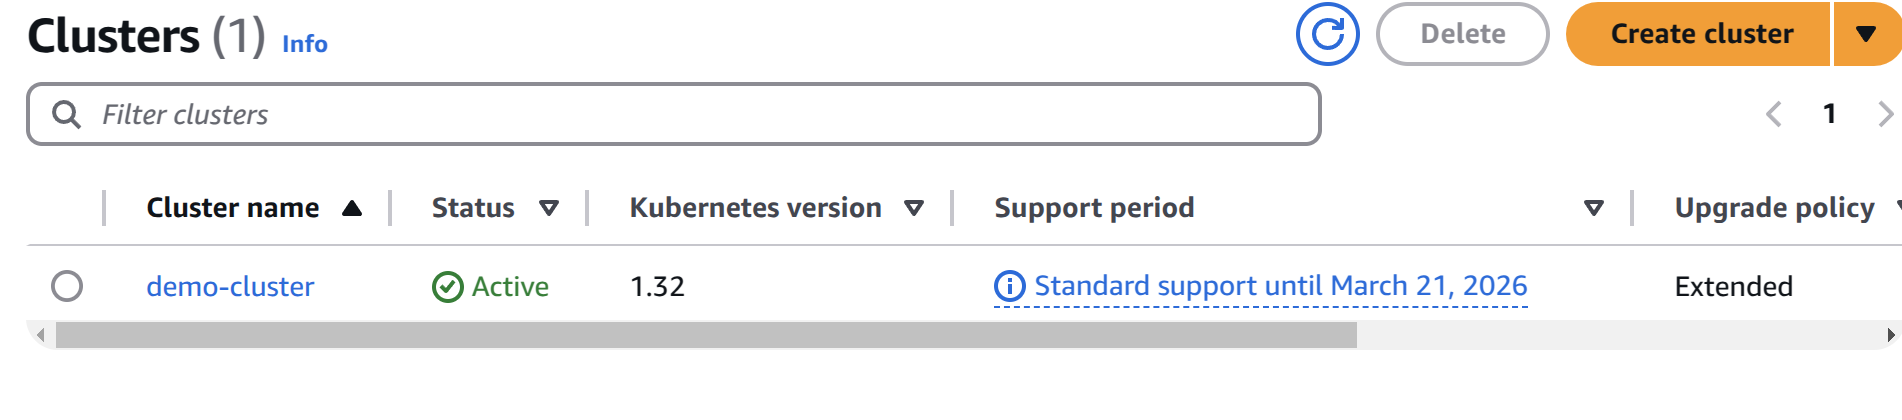 Clusters (1) Info
Delete
Create cluster
Filter clusters
1
Cluster name Status Kubernetes version Support period Upgrade policy
demo-cluster Active 1.32 Standard support until March 21, 2026 Extended